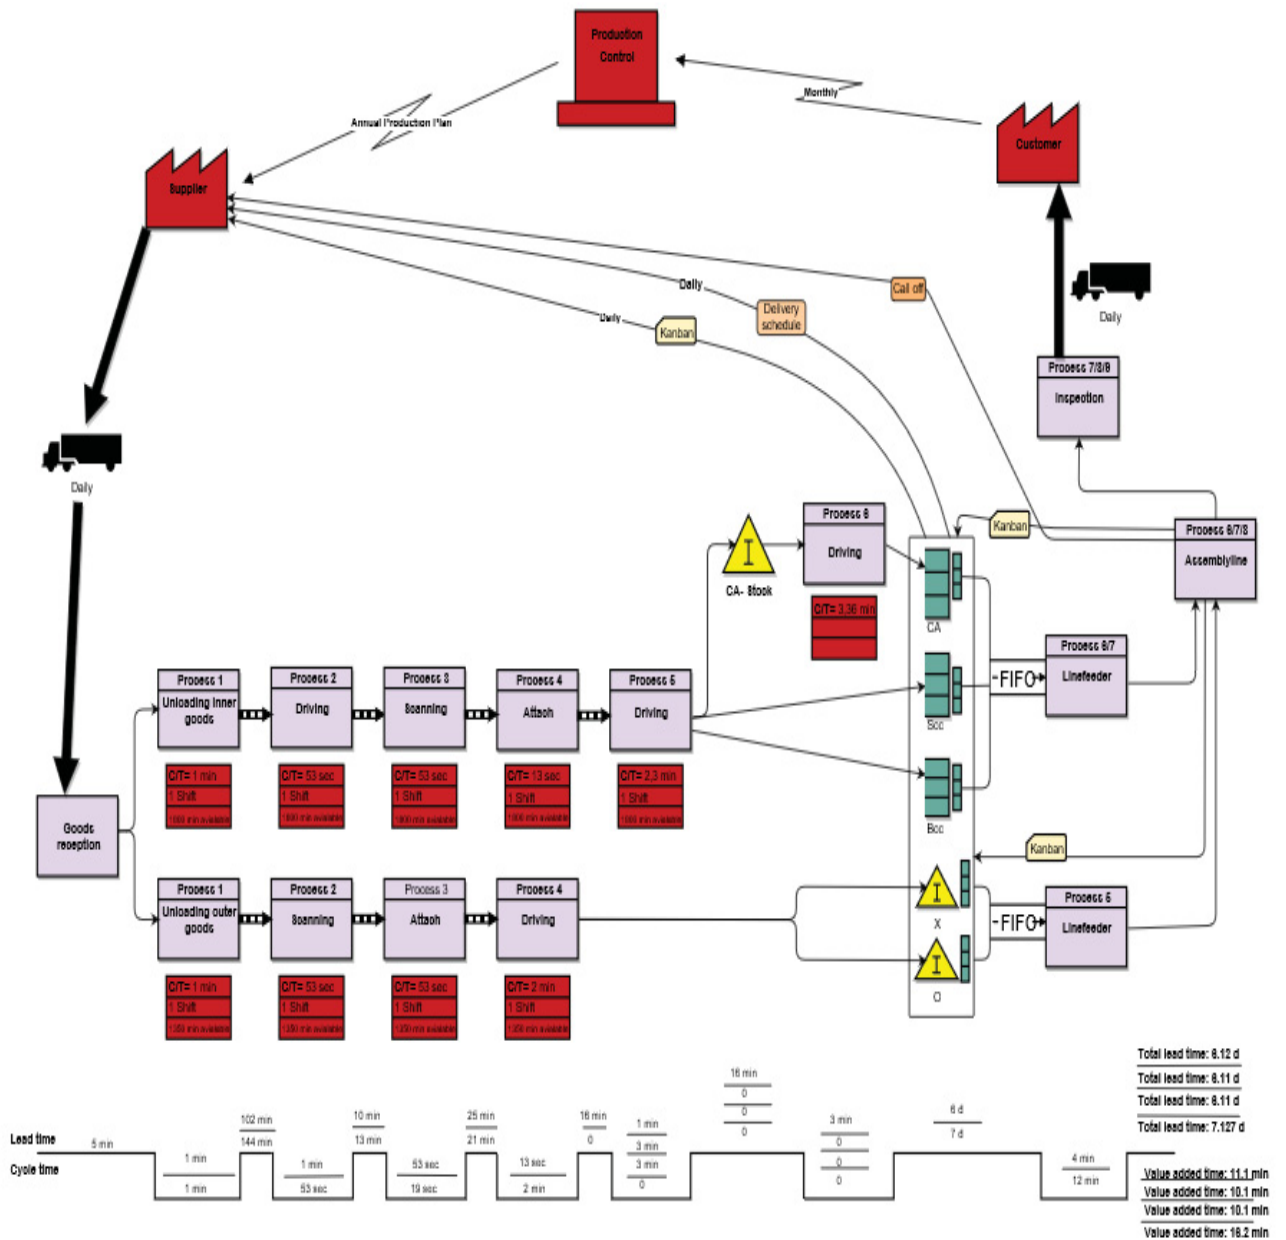 Production
Control
Monthly
Annual Production Plan
Customer
Supplier
Call off
Daily
Delivery
schedule
Daily
Kanban
Daily
Process 7/8/9
Inspection
Daily
Process 6
Driving
CA- Stock
C/T= 3,36 min
Kanban
Process 6/7/8
Assemblyline
CA
Process 6/7
Linefeeder
-FIFO
Scc
Process 1
Unloading inner
goods
Process 2
Driving
Process 3
Scanning
Process 4
Attach
Process 5
Driving
C/T= 1 min
1 Shift
C/T= 53 sec
1 Shift
C/T= 53 sec
1 Shift
C/T= 13 sec
1 Shift
C/T= 2,3 min
1 Shift
Bcc
Goods
reception
Kanban
Process 1
Unloading outer
goods
Process 2
Scanning
Process 3
Attach
Process 4
Driving
X
-FIFO
Process 5
Linefeeder
O
C/T= 1 min
1 Shift
C/T= 53 sec
1 Shift
C/T= 53 sec
1 Shift
C/T= 2 min
1 Shift
Lead time
Cycle time
5 min
1 min
1 min
102 min
144 min
1 min
53 sec
10 min
13 min
53 sec
19 sec
25 min
21 min
13 sec
2 min
16 min
0
1 min
3 min
3 min
0
16 min
0
0
0
3 min
0
0
0
6 d
7 d
4 min
12 min
Total lead time: 6.12 d
Total lead time: 6.11 d
Total lead time: 6.11 d
Total lead time: 7.127 d
Value added time: 11.1 min
Value added time: 10.1 min
Value added time: 10.1 min
Value added time: 16.2 min